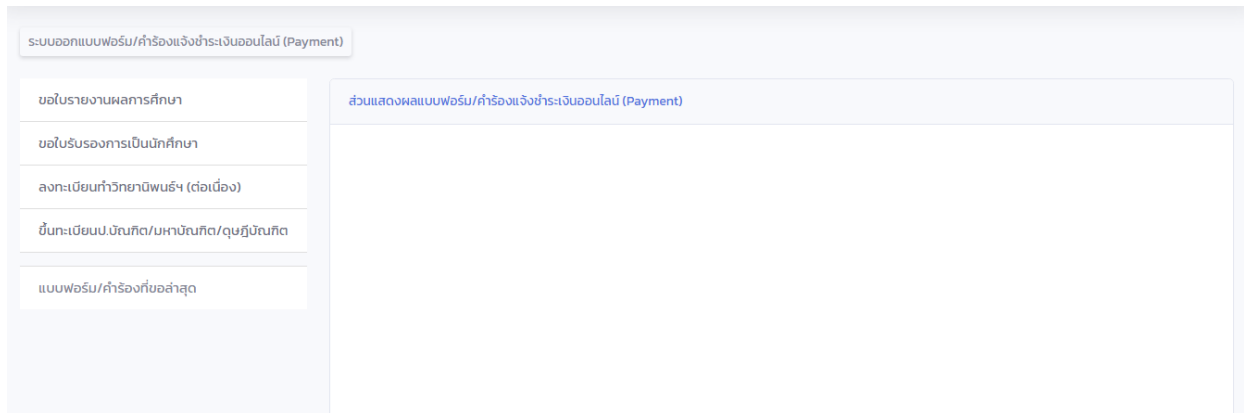 ระบบออกแบบฟอร์ม/คำร้องแจ้งชำระเงินออนไลน์ (Payment)
ขอใบรายงานผลการศึกษา
ขอใบรับรองการเป็นนักศึกษา
ลงทะเบียนทำวิทยานิพนธ์ฯ (ต่อเนื่อง)
ขึ้นทะเบียนป.บัณฑิต/มหาบัณฑิต/ดุษฎีบัณฑิต
แบบฟอร์ม/คำร้องที่ขอล่าสุด
ส่วนแสดงผลแบบฟอร์ม/คำร้องแจ้งชำระเงินออนไลน์ (Payment)